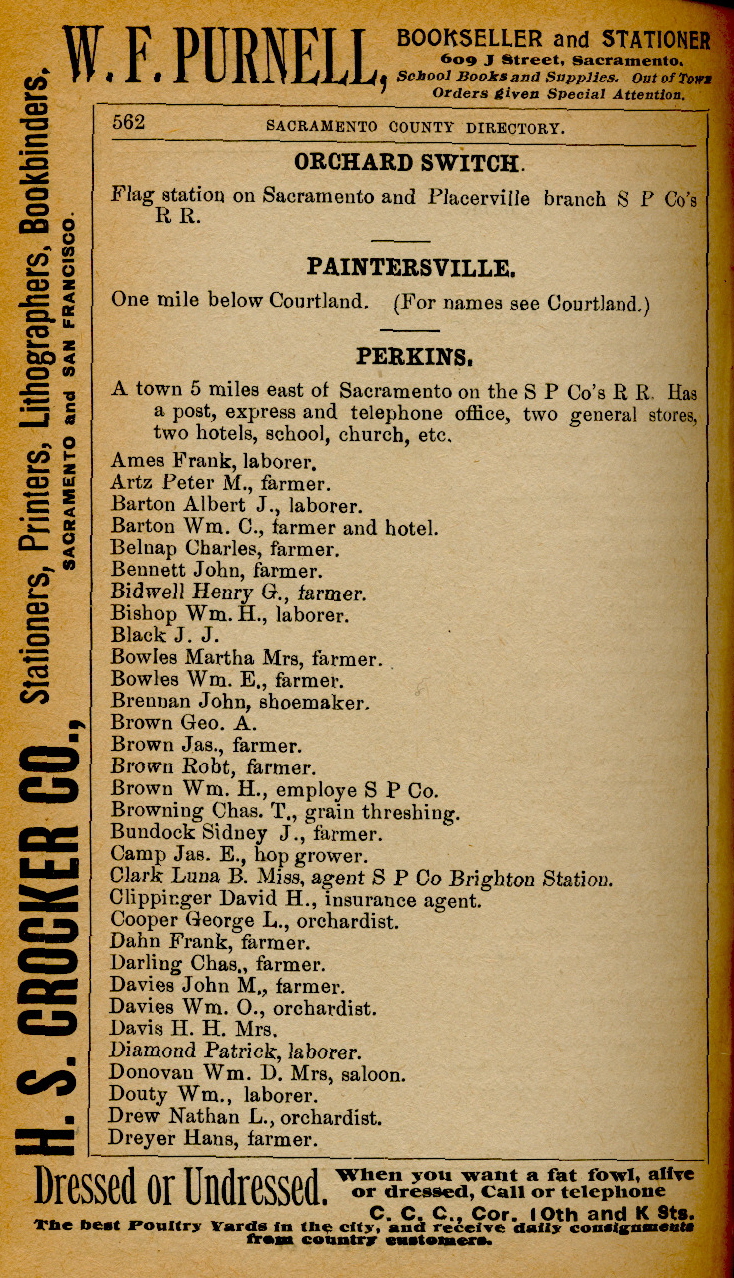 W. F. PURNELL,
BOOKSELLER and STATIONER
609 J Street, Sacramento.
School Books and Supplies. Out of Town
Orders given Special Attention.
H. S. CROCKER CO., Stationers, Printers, Lithographers, Bookbinders,
SACRAMENTO and SAN FRANCISCO.
562 SACRAMENTO COUNTY DIRECTORY.
ORCHARD SWITCH.
Flag station on Sacramento and Placerville branch S P Co's
R R.
PAINTERSVILLE.
One mile below Courtland. (For names see Courtland.)
PERKINS.
A town 5 miles east of Sacramento on the S P Co's R R. Has
a post, express and telephone office, two general stores,
two hotels, school, church, etc.
Ames Frank, laborer.
Artz Peter M., farmer.
Barton Albert J., laborer.
Barton Wm. C., farmer and hotel.
Belnap Charles, farmer.
Bennett John, farmer.
Bidwell Henry G., farmer.
Bishop Wm. H., laborer.
Black J. J.
Bowles Martha Mrs, farmer.
Bowles Wm. E., farmer.
Brennan John, shoemaker.
Brown Geo. A.
Brown Jas., farmer.
Brown Robt, farmer.
Brown Wm. H., employe S P Co.
Browning Chas. T., grain threshing.
Bundock Sidney J., farmer.
Camp Jas. E., hop grower.
Clark Luna B. Miss, agent S P Co Brighton Station.
Clippinger David H., insurance agent.
Cooper George L., orchardist.
Dahn Frank, farmer.
Darling Chas., farmer.
Davies John M., farmer.
Davies Wm. O., orchardist.
Davis H. H. Mrs.
Diamond Patrick, laborer.
Donovan Wm. D. Mrs, saloon.
Douty Wm., laborer.
Drew Nathan L., orchardist.
Dreyer Hans, farmer.
Dressed or Undressed.
When you want a fat fowl, alive
or dressed, Call or telephone
C. C. C., Cor. 10th and K Sts.
The best Poultry Yards in the city, and receive daily consignments
from country customers.